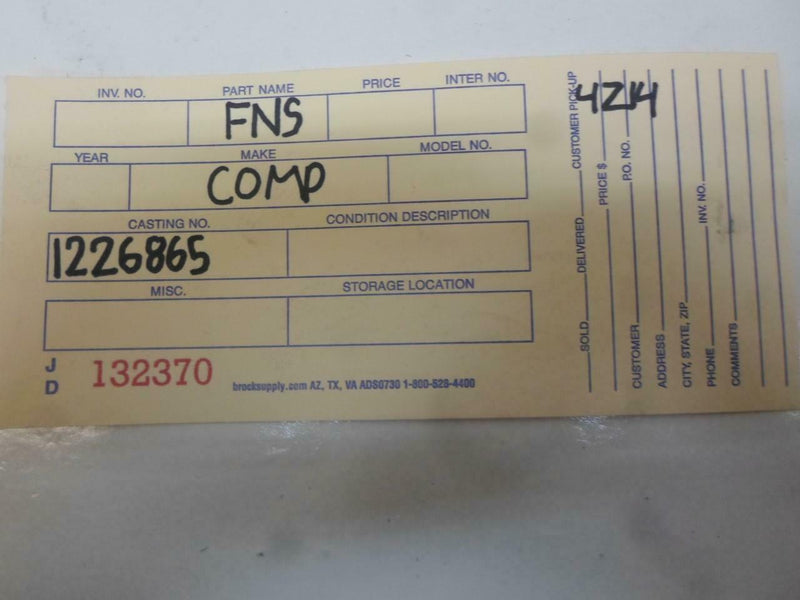 INV. NO. PART NAME PRICE INTER NO.
FNS
YEAR MAKE MODEL NO.
COMP
CASTING NO. CONDITION DESCRIPTION
1226865
MISC. STORAGE LOCATION
J D 132370
brocksupply.com AZ, TX, VA ADS0730 1-800-528-4400
4214
SOLD DELIVERED CUSTOMER PICK-UP
PRICE $
CUSTOMER P.O. NO.
ADDRESS
CITY, STATE, ZIP
PHONE INV. NO.
COMMENTS